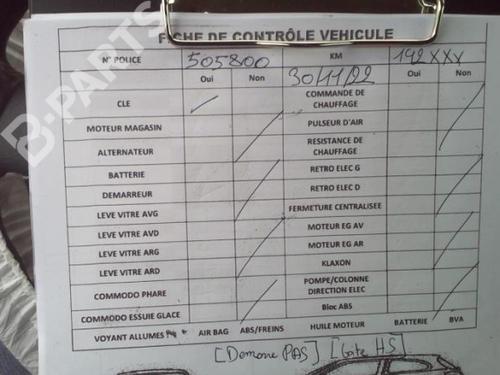 FICHE DE CONTRÔLE VEHICULE
N° POLICE 505800 KM 192XXX
Oui Non 30/11/22 Oui Non
CLE COMMANDE DE CHAUFFAGE
MOTEUR MAGASIN PULSEUR D'AIR
ALTERNATEUR RESISTANCE DE CHAUFFAGE
BATTERIE RETRO ELEC G
DEMARREUR RETRO ELEC D
LEVE VITRE AVG FERMETURE CENTRALISEE
LEVE VITRE AVD MOTEUR EG AV
LEVE VITRE ARG MOTEUR EG AR
LEVE VITRE ARD KLAXON
COMMODO PHARE POMPE/COLONNE DIRECTION ELEC
COMMODO ESSUIE GLACE Bloc ABS
VOYANT ALLUMES AIR BAG ABS/FREINS HUILE MOTEUR BATTERIE BVA
[Demarre PAS] [boite HS]
B-PARTS